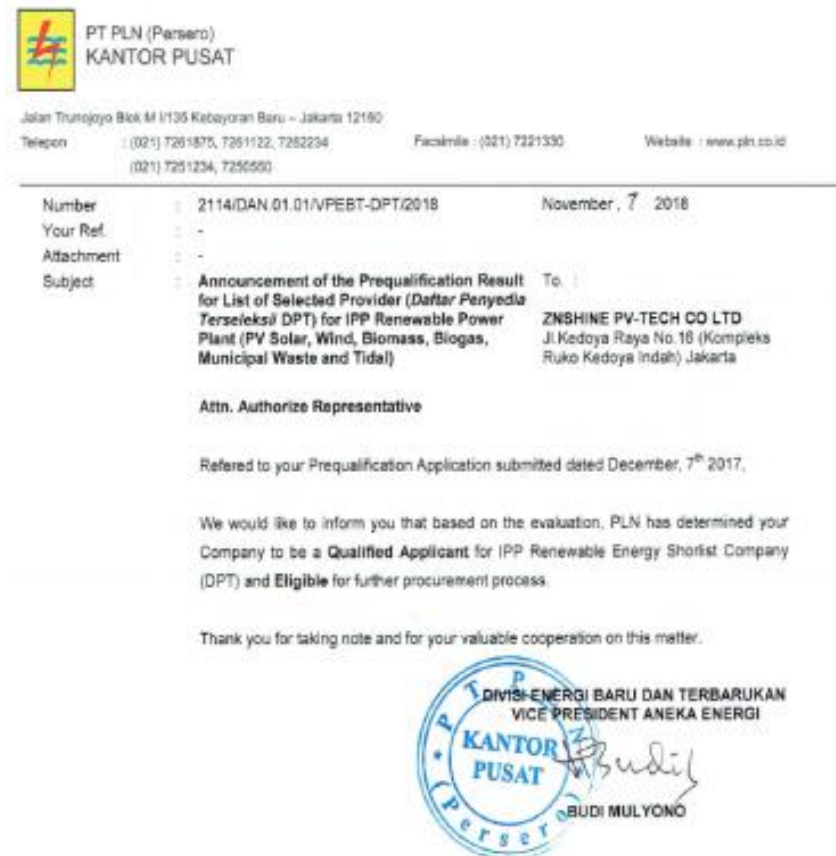 PT PLN (Persero)
KANTOR PUSAT
Jalan Trunojoyo Blok M I/135 Kebayoran Baru – Jakarta 12160
Telepon : (021) 7261875, 7261122, 7262234 Facsimile : (021) 7221330 Website : www.pln.co.id
(021) 7251234, 7250550
Number : 2114/DAN.01.01/VPEBT-DPT/2018 November, 7 2018
Your Ref. : -
Attachment : -
Subject : Announcement of the Prequalification Result To. :
for List of Selected Provider (Daftar Penyedia
Terseleksi/ DPT) for IPP Renewable Power ZNSHINE PV-TECH CO LTD
Plant (PV Solar, Wind, Biomass, Biogas, Jl.Kedoya Raya No.16 (Kompleks
Municipal Waste and Tidal) Ruko Kedoya Indah) Jakarta
Attn. Authorize Representative
Refered to your Prequalification Application submitted dated December, 7th 2017,
We would like to inform you that based on the evaluation, PLN has determined your
Company to be a Qualified Applicant for IPP Renewable Energy Shorlist Company
(DPT) and Eligible for further procurement process.
Thank you for taking note and for your valuable cooperation on this matter.
DIVISI ENERGI BARU DAN TERBARUKAN
VICE PRESIDENT ANEKA ENERGI
PT PLN
KANTOR
PUSAT
(Persero)
Budi
BUDI MULYONO